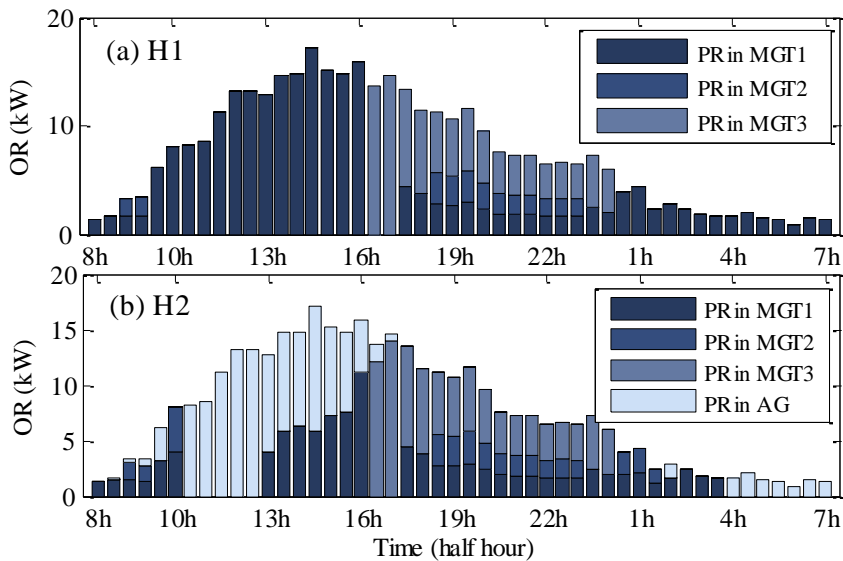 20
(a) H1
PR in MGT1
PR in MGT2
PR in MGT3
10
OR (kW)
0
8h 10h 13h 16h 19h 22h 1h 4h 7h
20
(b) H2
PR in MGT1
PR in MGT2
PR in MGT3
PR in AG
15
10
5
OR (kW)
0
8h 10h 13h 16h 19h 22h 1h 4h 7h
Time (half hour)